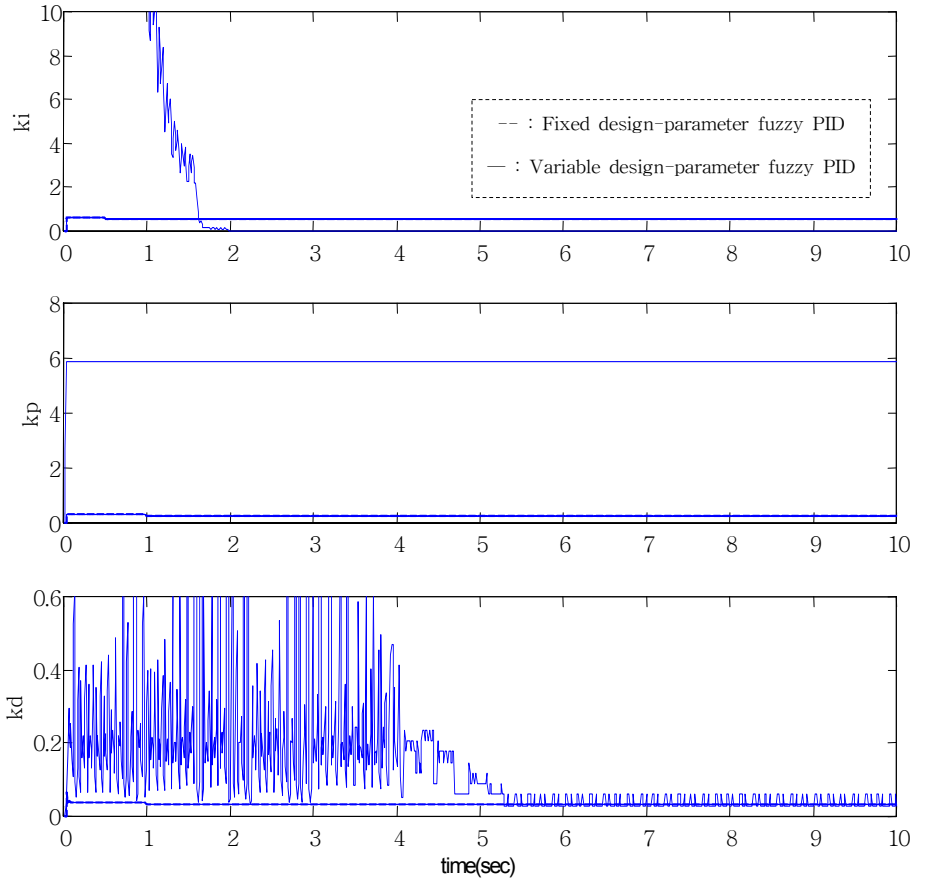 10
8
6
4
2
0
ki
-- : Fixed design-parameter fuzzy PID
— : Variable design-parameter fuzzy PID
0 1 2 3 4 5 6 7 8 9 10
8
6
4
2
0
kp
0 1 2 3 4 5 6 7 8 9 10
0.6
0.4
0.2
0
kd
0 1 2 3 4 5 6 7 8 9 10
time(sec)